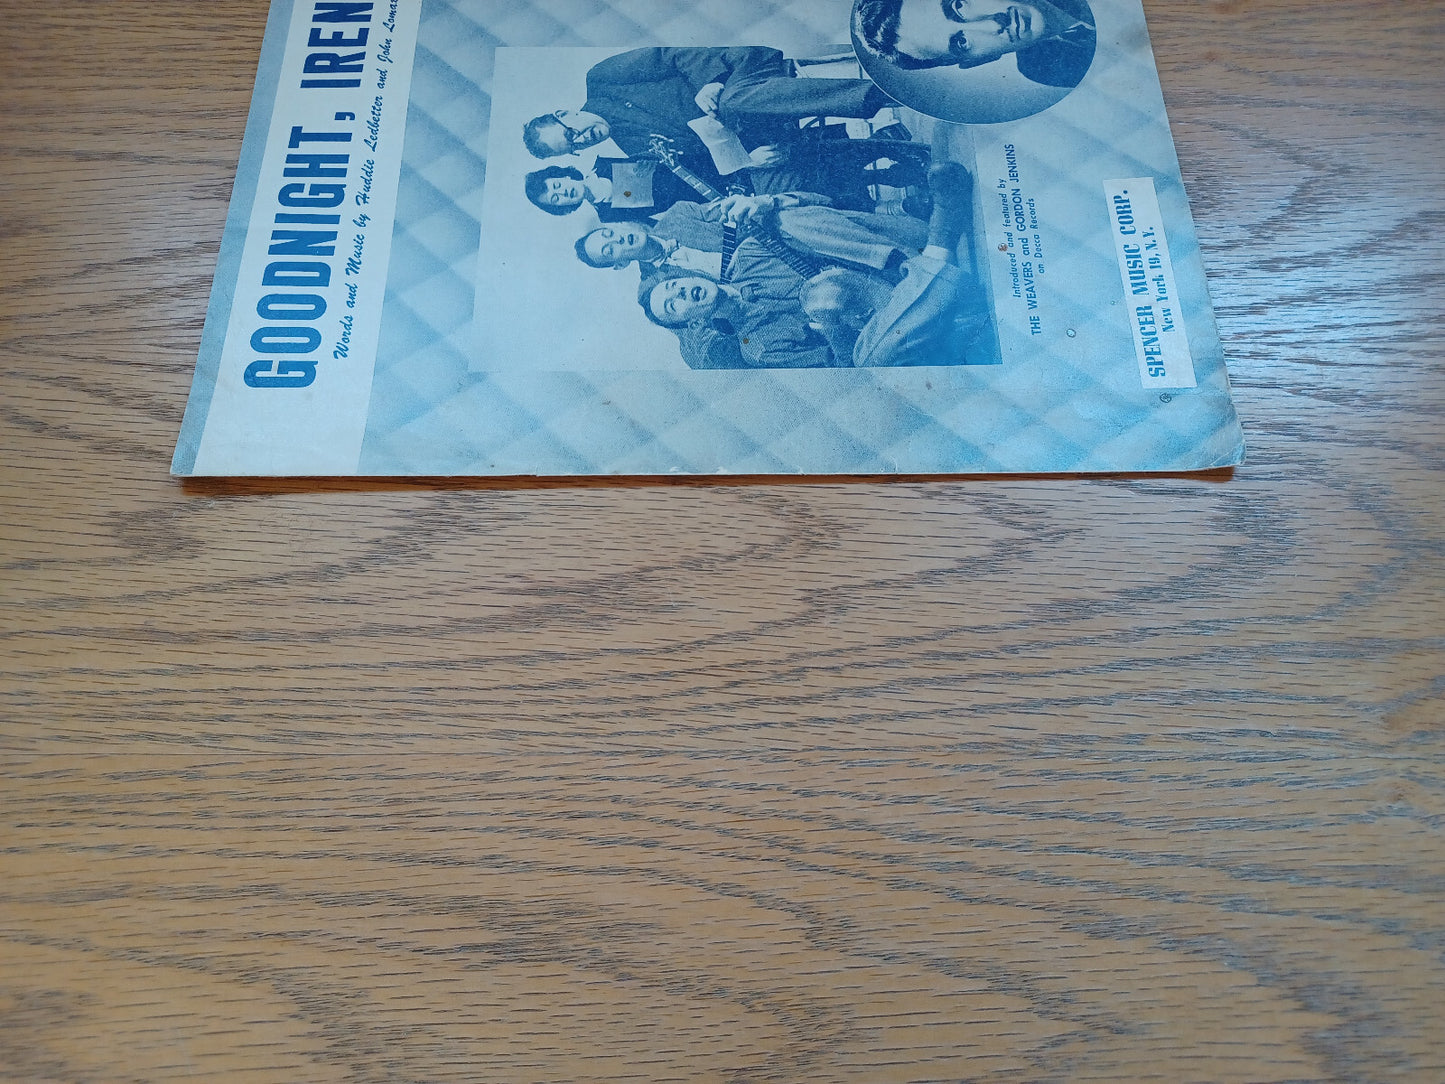 GOODNIGHT, IREN
Words and Music by Huddie Ledbetter and John Lomax
Introduced and featured by
THE WEAVERS and GORDON JENKINS
on Decca Records
SPENCER MUSIC CORP.
New York 19, N.Y.